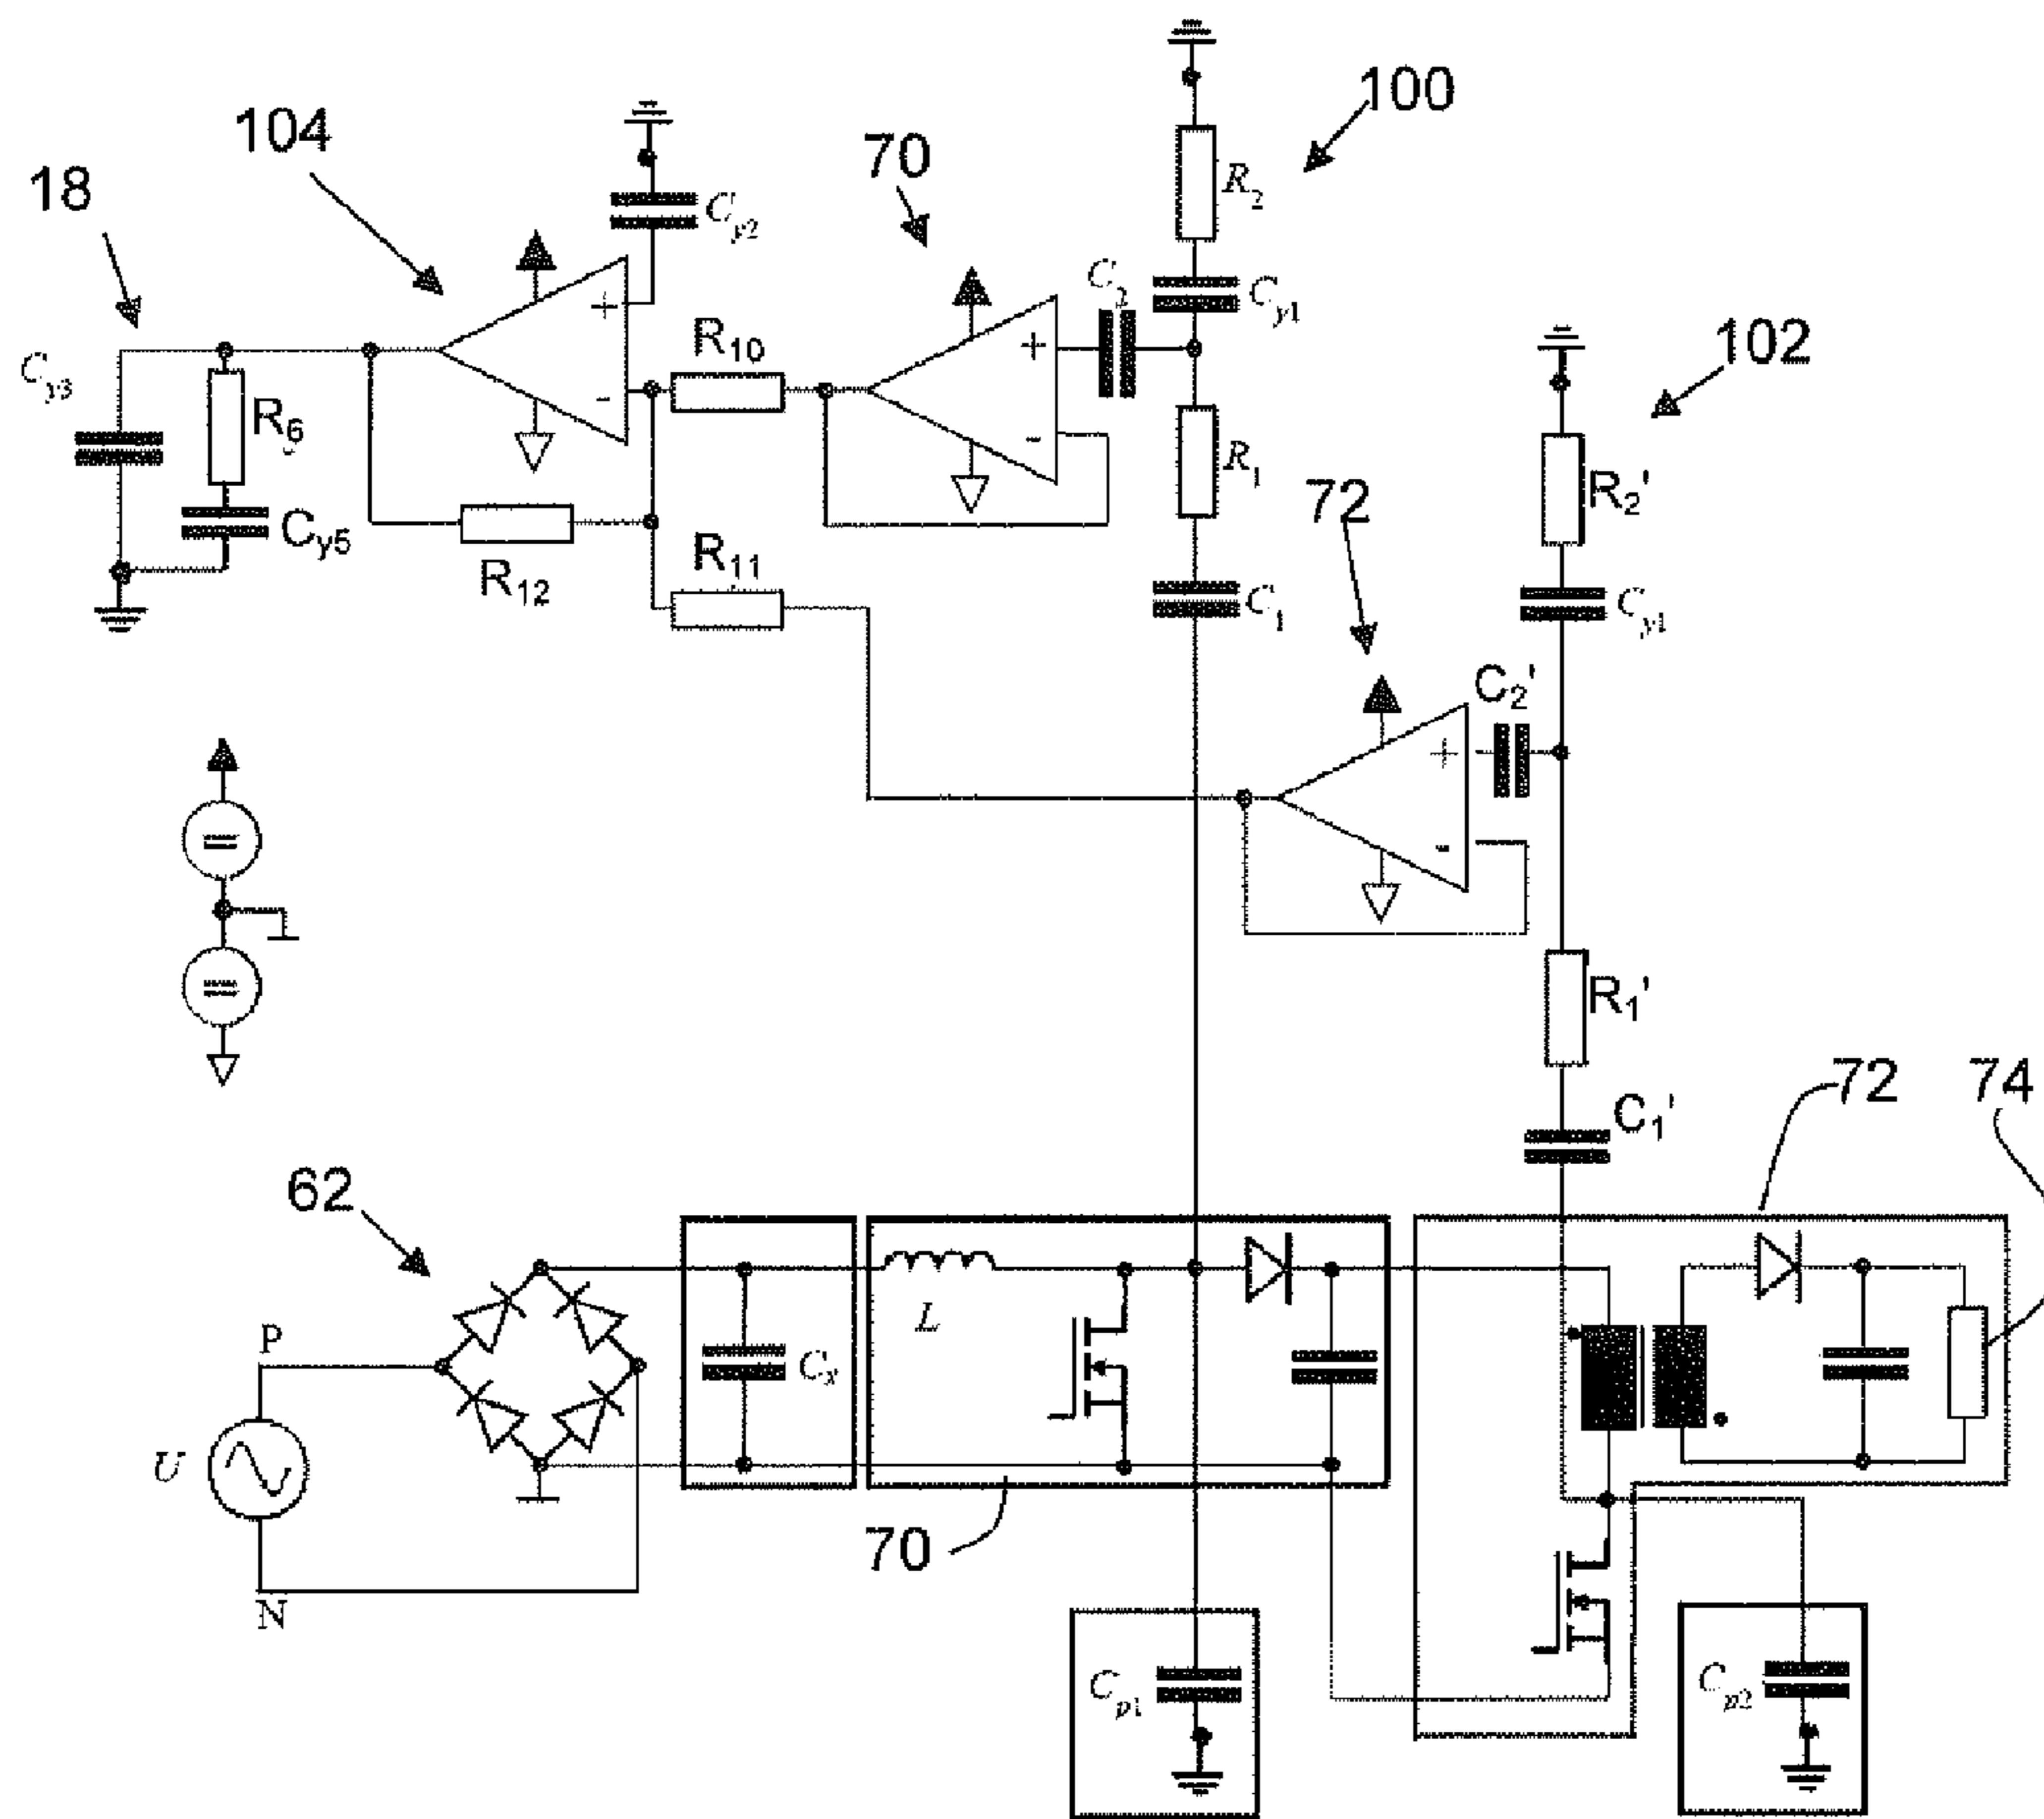 100
104
70
18
R2
Cy2
C2
Cy1
102
+
+
R10
Cy3
R6
-
-
R1
R2'
72
Cy5
R11
R12
C1
Cy1
C2'
+
=
-
=
R1'
72
74
C1'
62
L
P
Cx
U
70
N
Cp1
Cp2